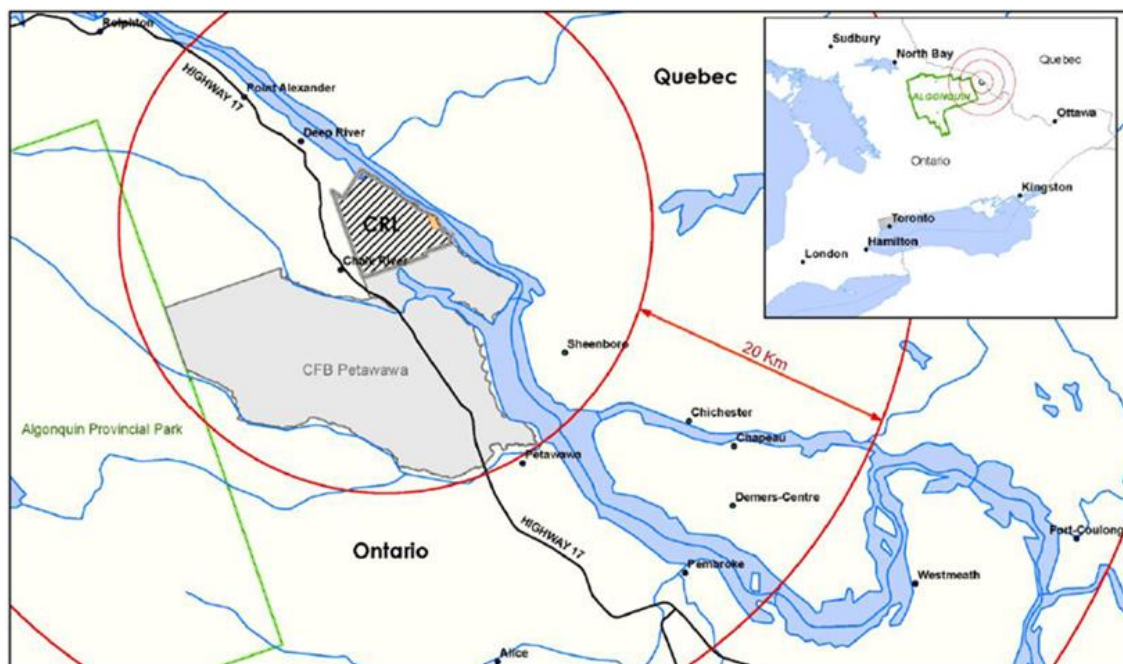 Rolphton
HIGHWAY 17
Point Alexander
Deep River
Quebec
CRL
Chalk River
CFB Petawawa
Algonquin Provincial Park
Sheenboro
20 Km
Chichester
Chapeau
Petawawa
Demers-Centre
HIGHWAY 17
Ontario
Fort-Coulong
Pembroke
Westmeath
Alice
Sudbury
North Bay
Quebec
ALGONQUIN
Ottawa
Ontario
Kingston
Toronto
Hamilton
London